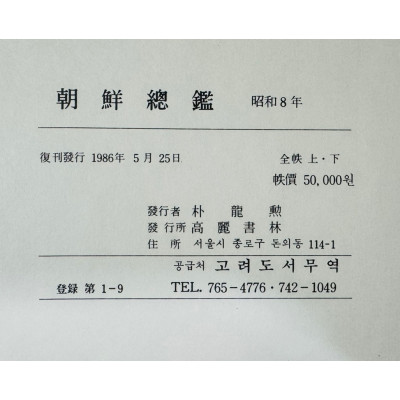 朝鮮總鑑 昭和8年
復刊發行 1986年 5月 25日 全帙 上·下
帙價 50,000원
發行者 朴龍勲
發行所 高麗書林
住所 서울시 종로구 돈의동 114-1
공급처 고려도서무역
登録 第 1-9 TEL. 765-4776·742-1049